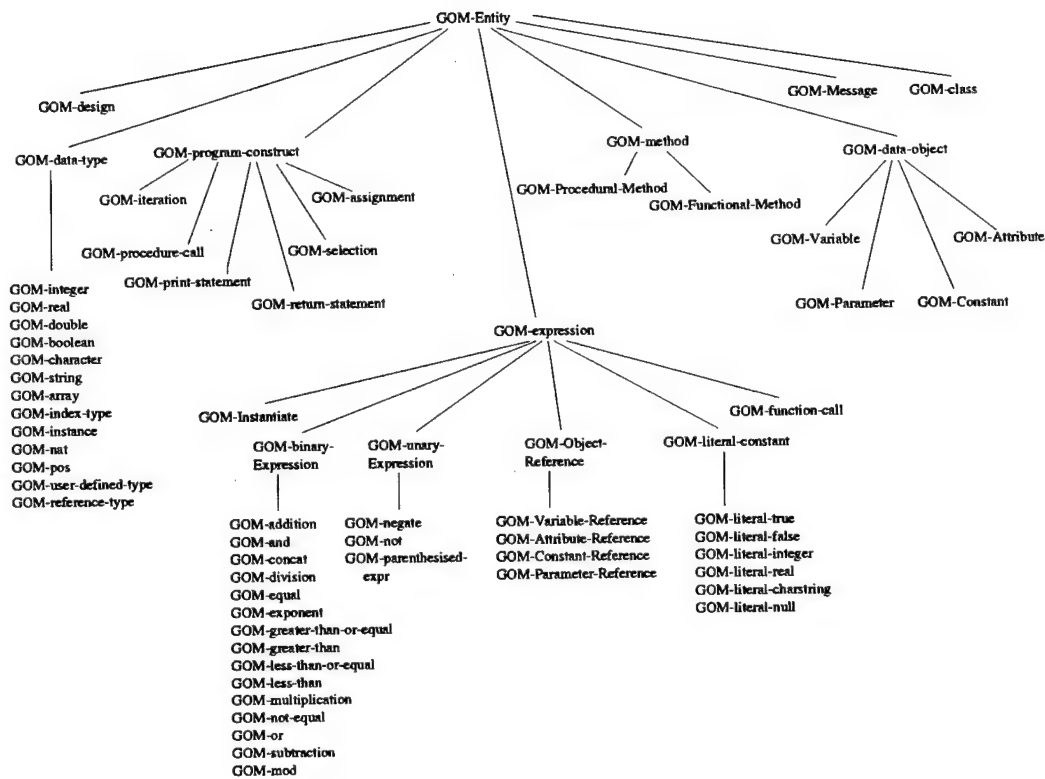 GOM-Entity
GOM-design
GOM-Message
GOM-class
GOM-data-type
GOM-program-construct
GOM-method
GOM-data-object
GOM-iteration
GOM-assignment
GOM-procedure-call
GOM-selection
GOM-print-statement
GOM-return-statement
GOM-Procedural-Method
GOM-Functional-Method
GOM-Variable
GOM-Attribute
GOM-Parameter
GOM-Constant
GOM-integer
GOM-real
GOM-double
GOM-boolean
GOM-character
GOM-string
GOM-array
GOM-index-type
GOM-instance
GOM-nat
GOM-pos
GOM-user-defined-type
GOM-reference-type
GOM-expression
GOM-Instantiate
GOM-binary-
Expression
GOM-unary-
Expression
GOM-Object-
Reference
GOM-literal-constant
GOM-function-call
GOM-addition
GOM-and
GOM-concat
GOM-division
GOM-equal
GOM-exponent
GOM-greater-than-or-equal
GOM-greater-than
GOM-less-than-or-equal
GOM-less-than
GOM-multiplication
GOM-not-equal
GOM-or
GOM-subtraction
GOM-mod
GOM-negate
GOM-not
GOM-parenthesised-
expr
GOM-Variable-Reference
GOM-Attribute-Reference
GOM-Constant-Reference
GOM-Parameter-Reference
GOM-literal-true
GOM-literal-false
GOM-literal-integer
GOM-literal-real
GOM-literal-charstring
GOM-literal-null